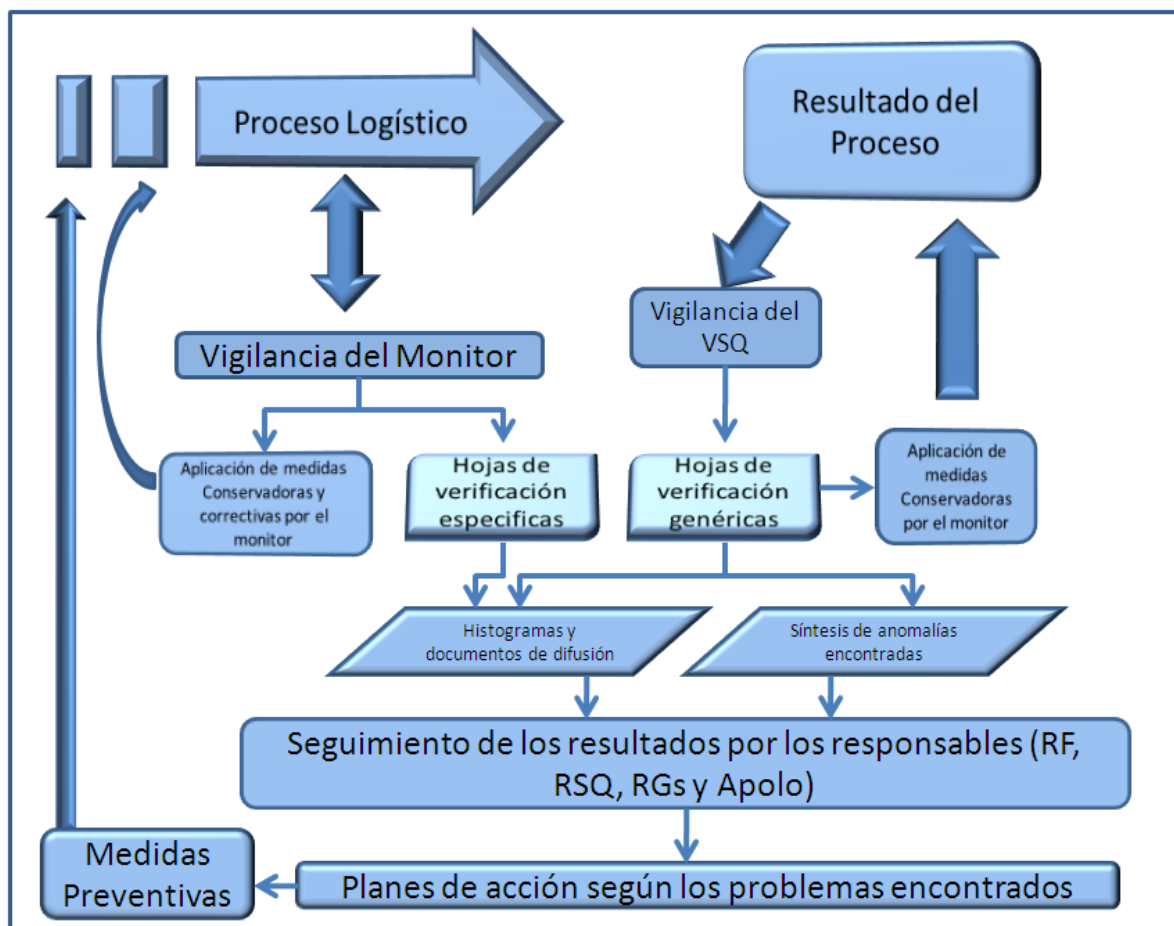 Proceso Logístico
Resultado del
Proceso
Vigilancia del Monitor
Vigilancia del
VSQ
Aplicación de medidas
Conservadoras y
correctivas por el
monitor
Hojas de
verificación
especificas
Hojas de
verificación
genéricas
Aplicación de
medidas
Conservadoras
por el monitor
Histogramas y
documentos de difusión
Síntesis de anomalías
encontradas
Seguimiento de los resultados por los responsables (RF,
RSQ, RGs y Apolo)
Medidas
Preventivas
Planes de acción según los problemas encontrados